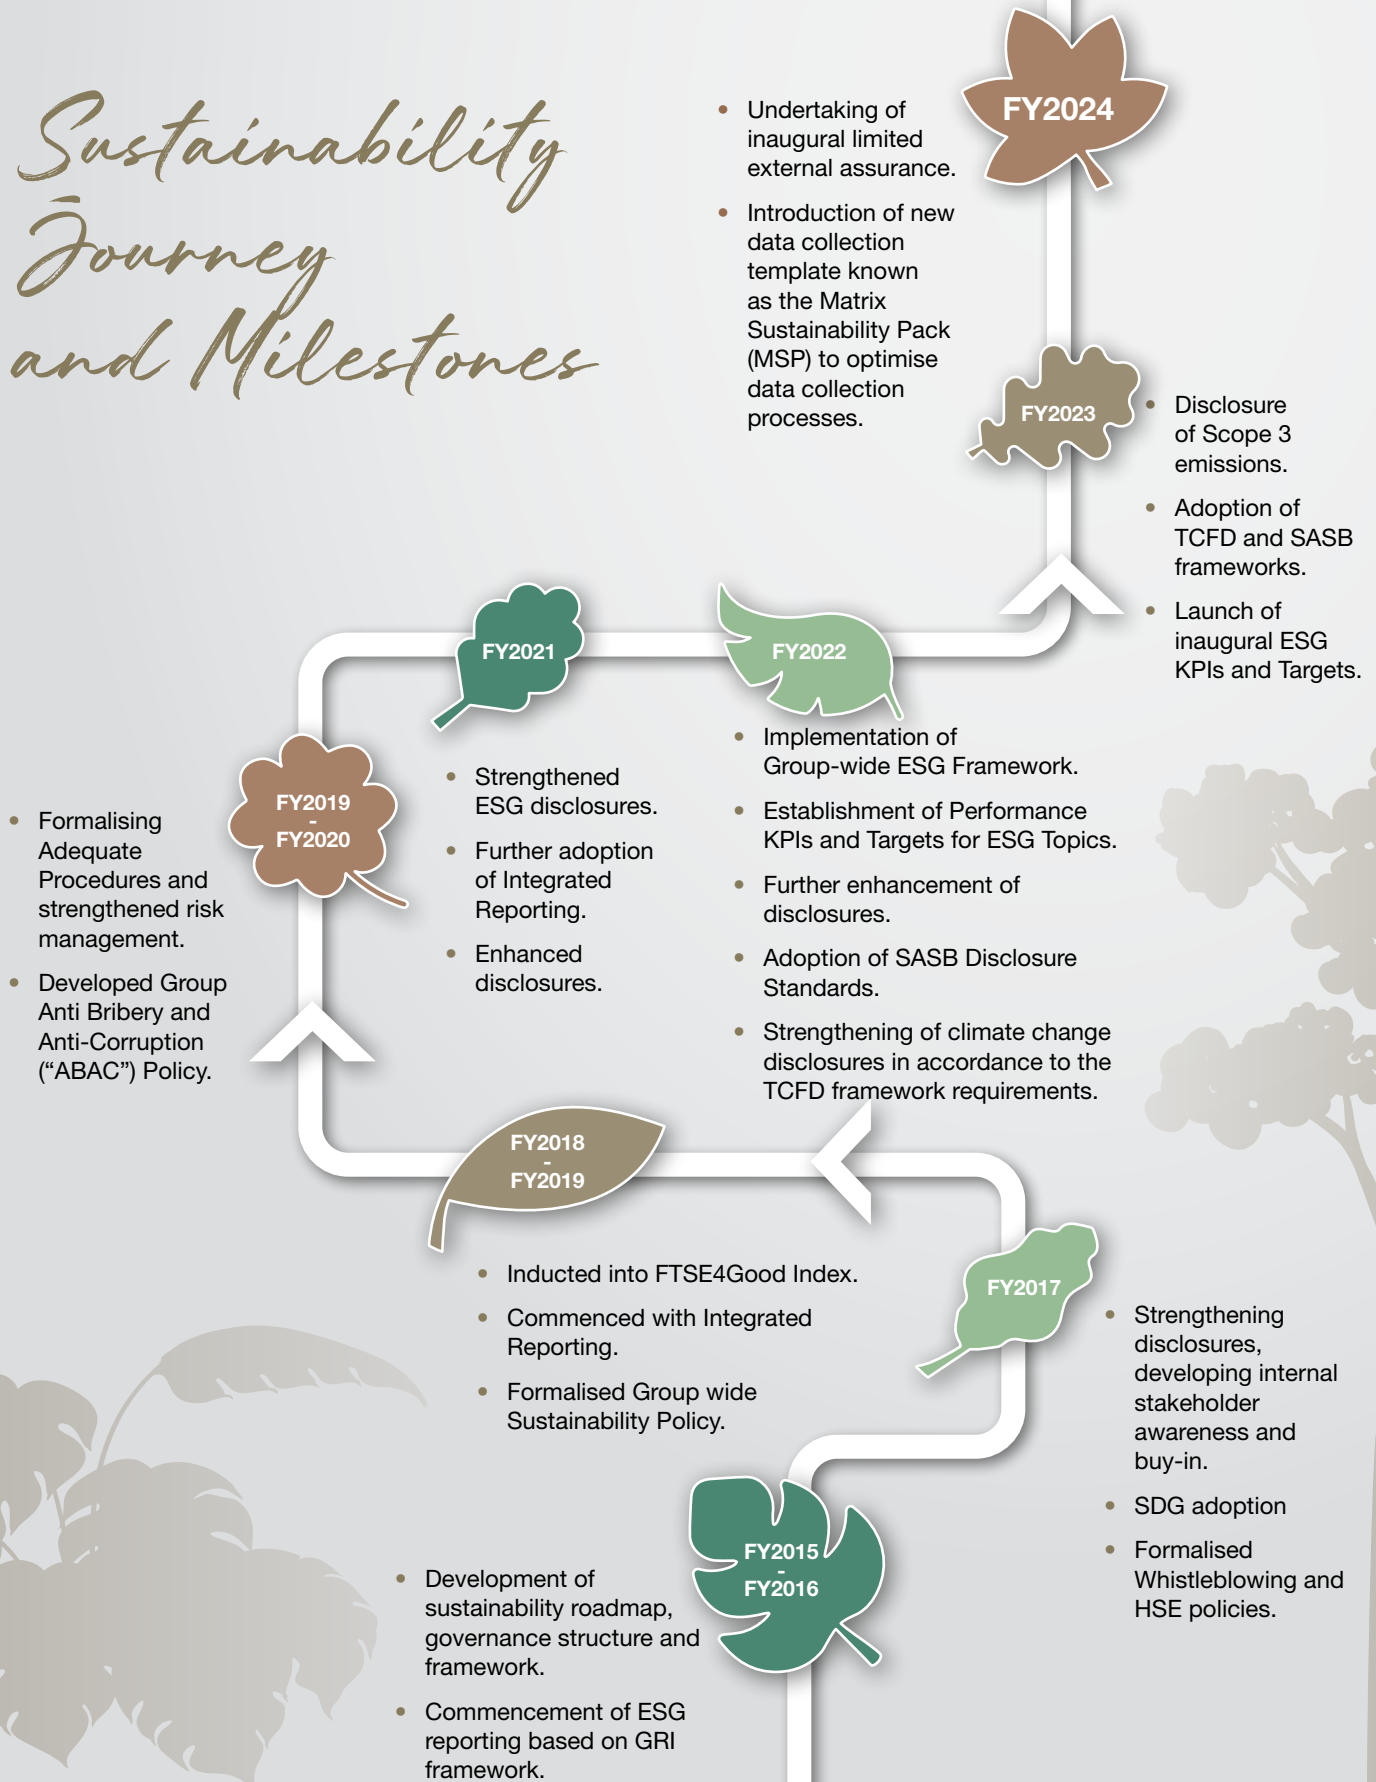 Sustainability
Journey
and Milestones
FY2024
• Undertaking of
inaugural limited
external assurance.
• Introduction of new
data collection
template known
as the Matrix
Sustainability Pack
(MSP) to optimise
data collection
processes.
FY2023
• Disclosure
of Scope 3
emissions.
• Adoption of
TCFD and SASB
frameworks.
• Launch of
inaugural ESG
KPIs and Targets.
FY2021
• Strengthened
ESG disclosures.
• Further adoption
of Integrated
Reporting.
• Enhanced
disclosures.
FY2022
• Implementation of
Group-wide ESG Framework.
• Establishment of Performance
KPIs and Targets for ESG Topics.
• Further enhancement of
disclosures.
• Adoption of SASB Disclosure
Standards.
• Strengthening of climate change
disclosures in accordance to the
TCFD framework requirements.
FY2019
-
FY2020
• Formalising
Adequate
Procedures and
strengthened risk
management.
• Developed Group
Anti Bribery and
Anti-Corruption
(“ABAC”) Policy.
FY2018
-
FY2019
• Inducted into FTSE4Good Index.
• Commenced with Integrated
Reporting.
• Formalised Group wide
Sustainability Policy.
FY2017
• Strengthening
disclosures,
developing internal
stakeholder
awareness and
buy-in.
• SDG adoption
• Formalised
Whistleblowing and
HSE policies.
FY2015
-
FY2016
• Development of
sustainability roadmap,
governance structure and
framework.
• Commencement of ESG
reporting based on GRI
framework.